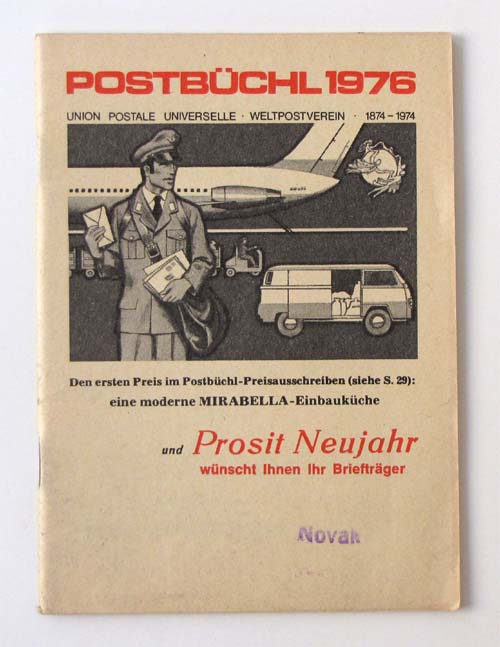 POSTBÜCHL 1976
UNION POSTALE UNIVERSELLE · WELTPOSTVEREIN · 1874 – 1974
Den ersten Preis im Postbüchl-Preisausschreiben (siehe S. 29):
eine moderne MIRABELLA-Einbauküche
und Prosit Neujahr
wünscht Ihnen Ihr Briefträger
Novak